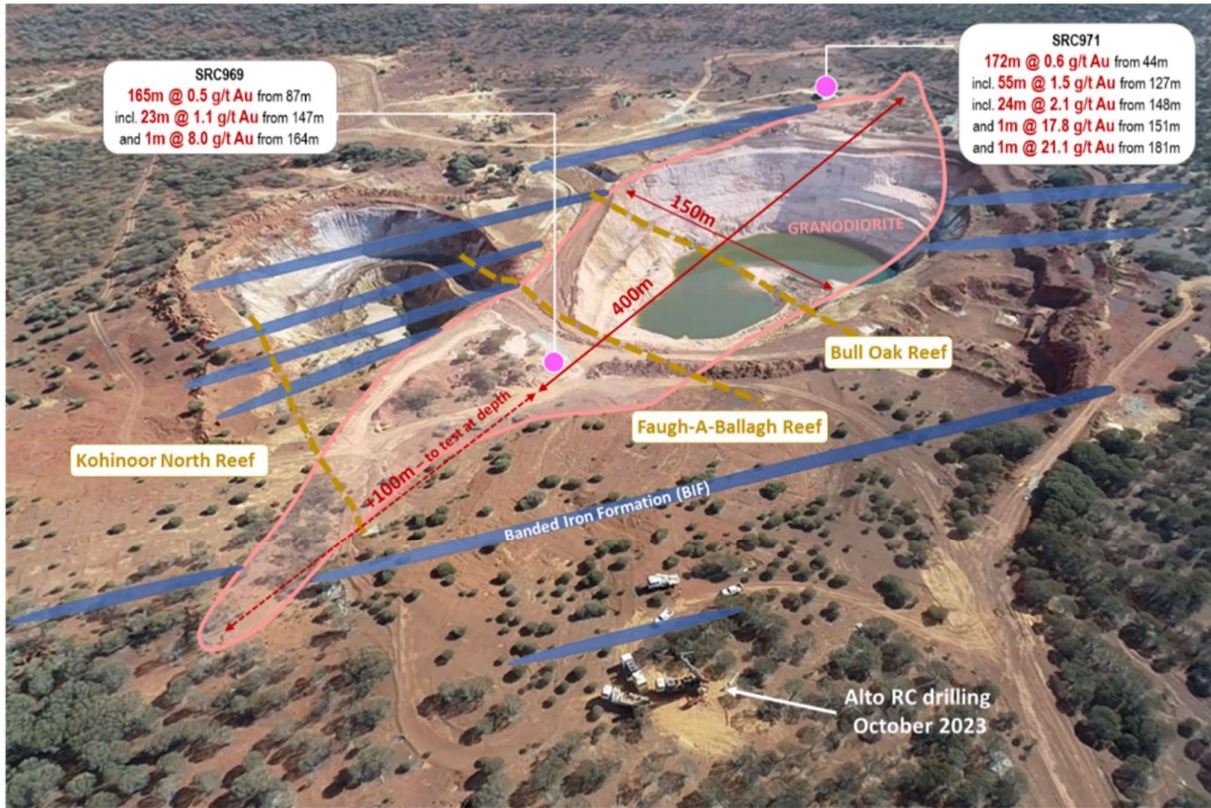 SRC969
165m @ 0.5 g/t Au from 87m
incl. 23m @ 1.1 g/t Au from 147m
and 1m @ 8.0 g/t Au from 164m
SRC971
172m @ 0.6 g/t Au from 44m
incl. 55m @ 1.5 g/t Au from 127m
incl. 24m @ 2.1 g/t Au from 148m
and 1m @ 17.8 g/t Au from 151m
and 1m @ 21.1 g/t Au from 181m
150m
GRANODIORITE
400m
Bull Oak Reef
Faugh-A-Ballagh Reef
+100m – to test at depth
Kohinoor North Reef
Banded Iron Formation (BIF)
Alto RC drilling
October 2023